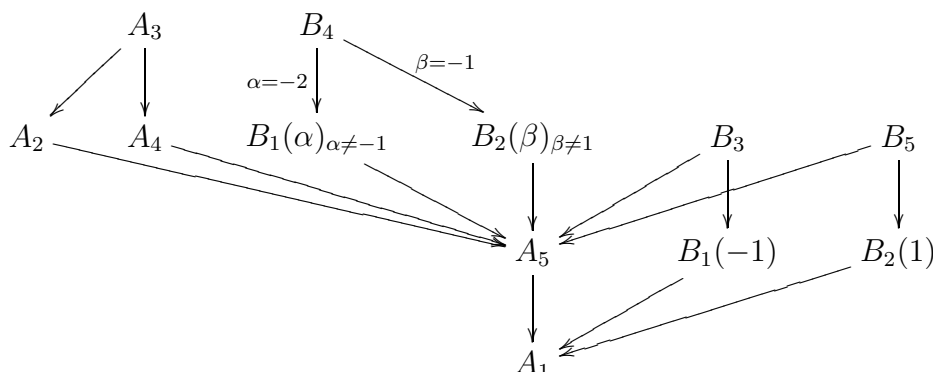 A₃ B₄
β=−1
α=−2
A₂ A₄ B₁(α)α≠−1 B₂(β)β≠1 B₃ B₅
A₅ B₁(−1) B₂(1)
A₁